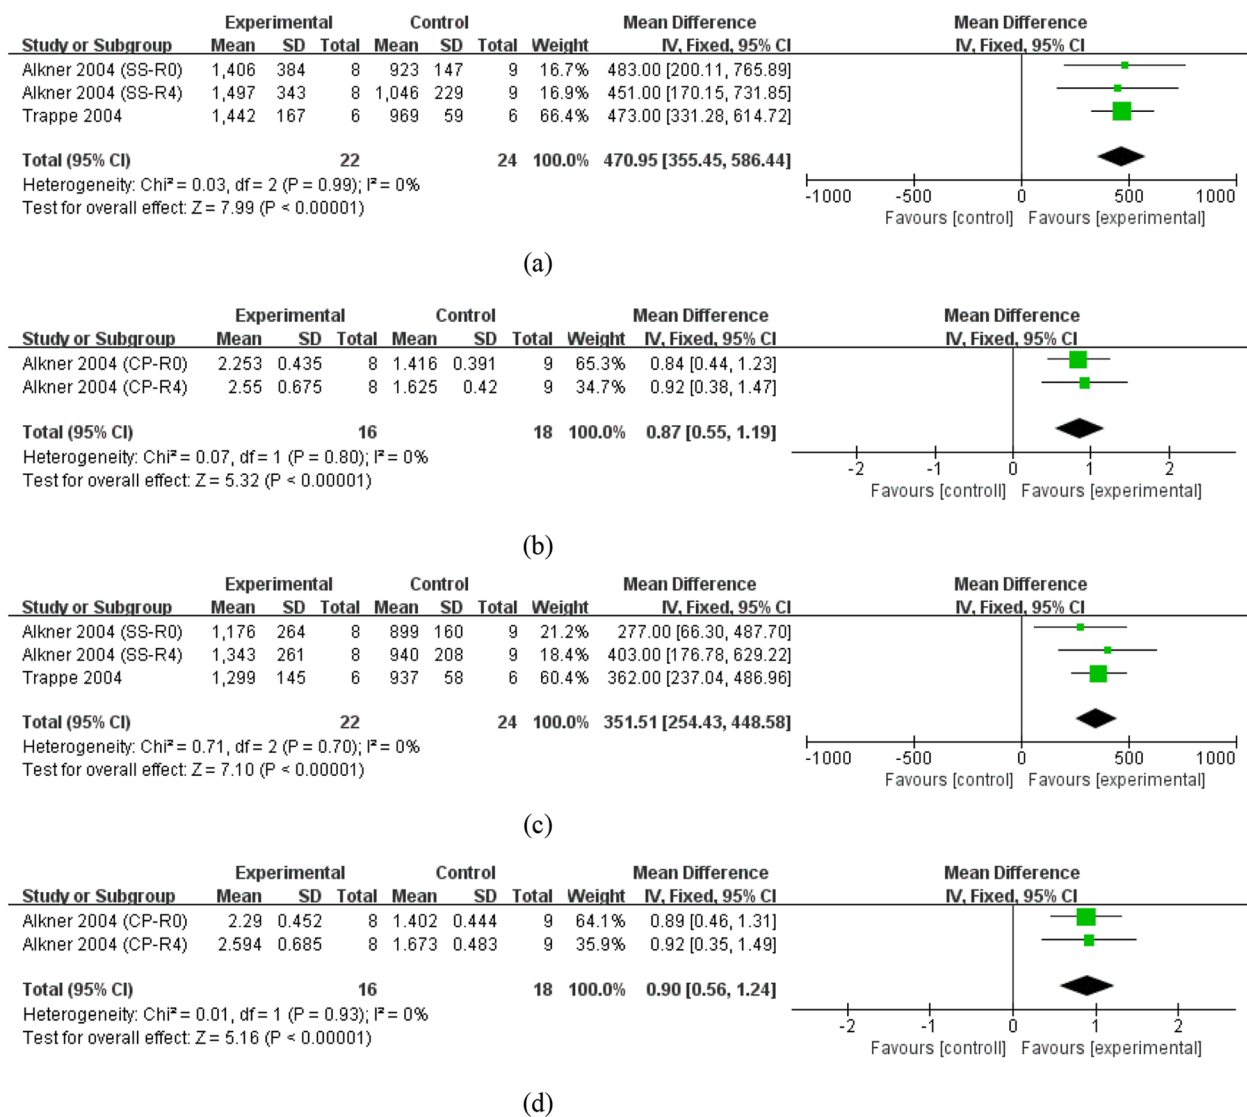 Experimental Control Mean Difference Mean Difference
Study or Subgroup Mean SD Total Mean SD Total Weight IV, Fixed, 95% CI IV, Fixed, 95% CI
Alkner 2004 (SS-R0) 1,406 384 8 923 147 9 16.7% 483.00 [200.11, 765.89]
Alkner 2004 (SS-R4) 1,497 343 8 1,046 229 9 16.9% 451.00 [170.15, 731.85]
Trappe 2004 1,442 167 6 969 59 6 66.4% 473.00 [331.28, 614.72]
Total (95% CI) 22 24 100.0% 470.95 [355.45, 586.44]
Heterogeneity: Chi² = 0.03, df = 2 (P = 0.99); I² = 0%
Test for overall effect: Z = 7.99 (P < 0.00001)
-1000 -500 0 500 1000
Favours [control] Favours [experimental]
(a)
Experimental Control Mean Difference Mean Difference
Study or Subgroup Mean SD Total Mean SD Total Weight IV, Fixed, 95% CI IV, Fixed, 95% CI
Alkner 2004 (CP-R0) 2.253 0.435 8 1.416 0.391 9 65.3% 0.84 [0.44, 1.23]
Alkner 2004 (CP-R4) 2.55 0.675 8 1.625 0.42 9 34.7% 0.92 [0.38, 1.47]
Total (95% CI) 16 18 100.0% 0.87 [0.55, 1.19]
Heterogeneity: Chi² = 0.07, df = 1 (P = 0.80); I² = 0%
Test for overall effect: Z = 5.32 (P < 0.00001)
-2 -1 0 1 2
Favours [controll] Favours [experimental]
(b)
Experimental Control Mean Difference Mean Difference
Study or Subgroup Mean SD Total Mean SD Total Weight IV, Fixed, 95% CI IV, Fixed, 95% CI
Alkner 2004 (SS-R0) 1,176 264 8 899 160 9 21.2% 277.00 [66.30, 487.70]
Alkner 2004 (SS-R4) 1,343 261 8 940 208 9 18.4% 403.00 [176.78, 629.22]
Trappe 2004 1,299 145 6 937 58 6 60.4% 362.00 [237.04, 486.96]
Total (95% CI) 22 24 100.0% 351.51 [254.43, 448.58]
Heterogeneity: Chi² = 0.71, df = 2 (P = 0.70); I² = 0%
Test for overall effect: Z = 7.10 (P < 0.00001)
-1000 -500 0 500 1000
Favours [control] Favours [experimental]
(c)
Experimental Control Mean Difference Mean Difference
Study or Subgroup Mean SD Total Mean SD Total Weight IV, Fixed, 95% CI IV, Fixed, 95% CI
Alkner 2004 (CP-R0) 2.29 0.452 8 1.402 0.444 9 64.1% 0.89 [0.46, 1.31]
Alkner 2004 (CP-R4) 2.594 0.685 8 1.673 0.483 9 35.9% 0.92 [0.35, 1.49]
Total (95% CI) 16 18 100.0% 0.90 [0.56, 1.24]
Heterogeneity: Chi² = 0.01, df = 1 (P = 0.93); I² = 0%
Test for overall effect: Z = 5.16 (P < 0.00001)
-2 -1 0 1 2
Favours [controll] Favours [experimental]
(d)